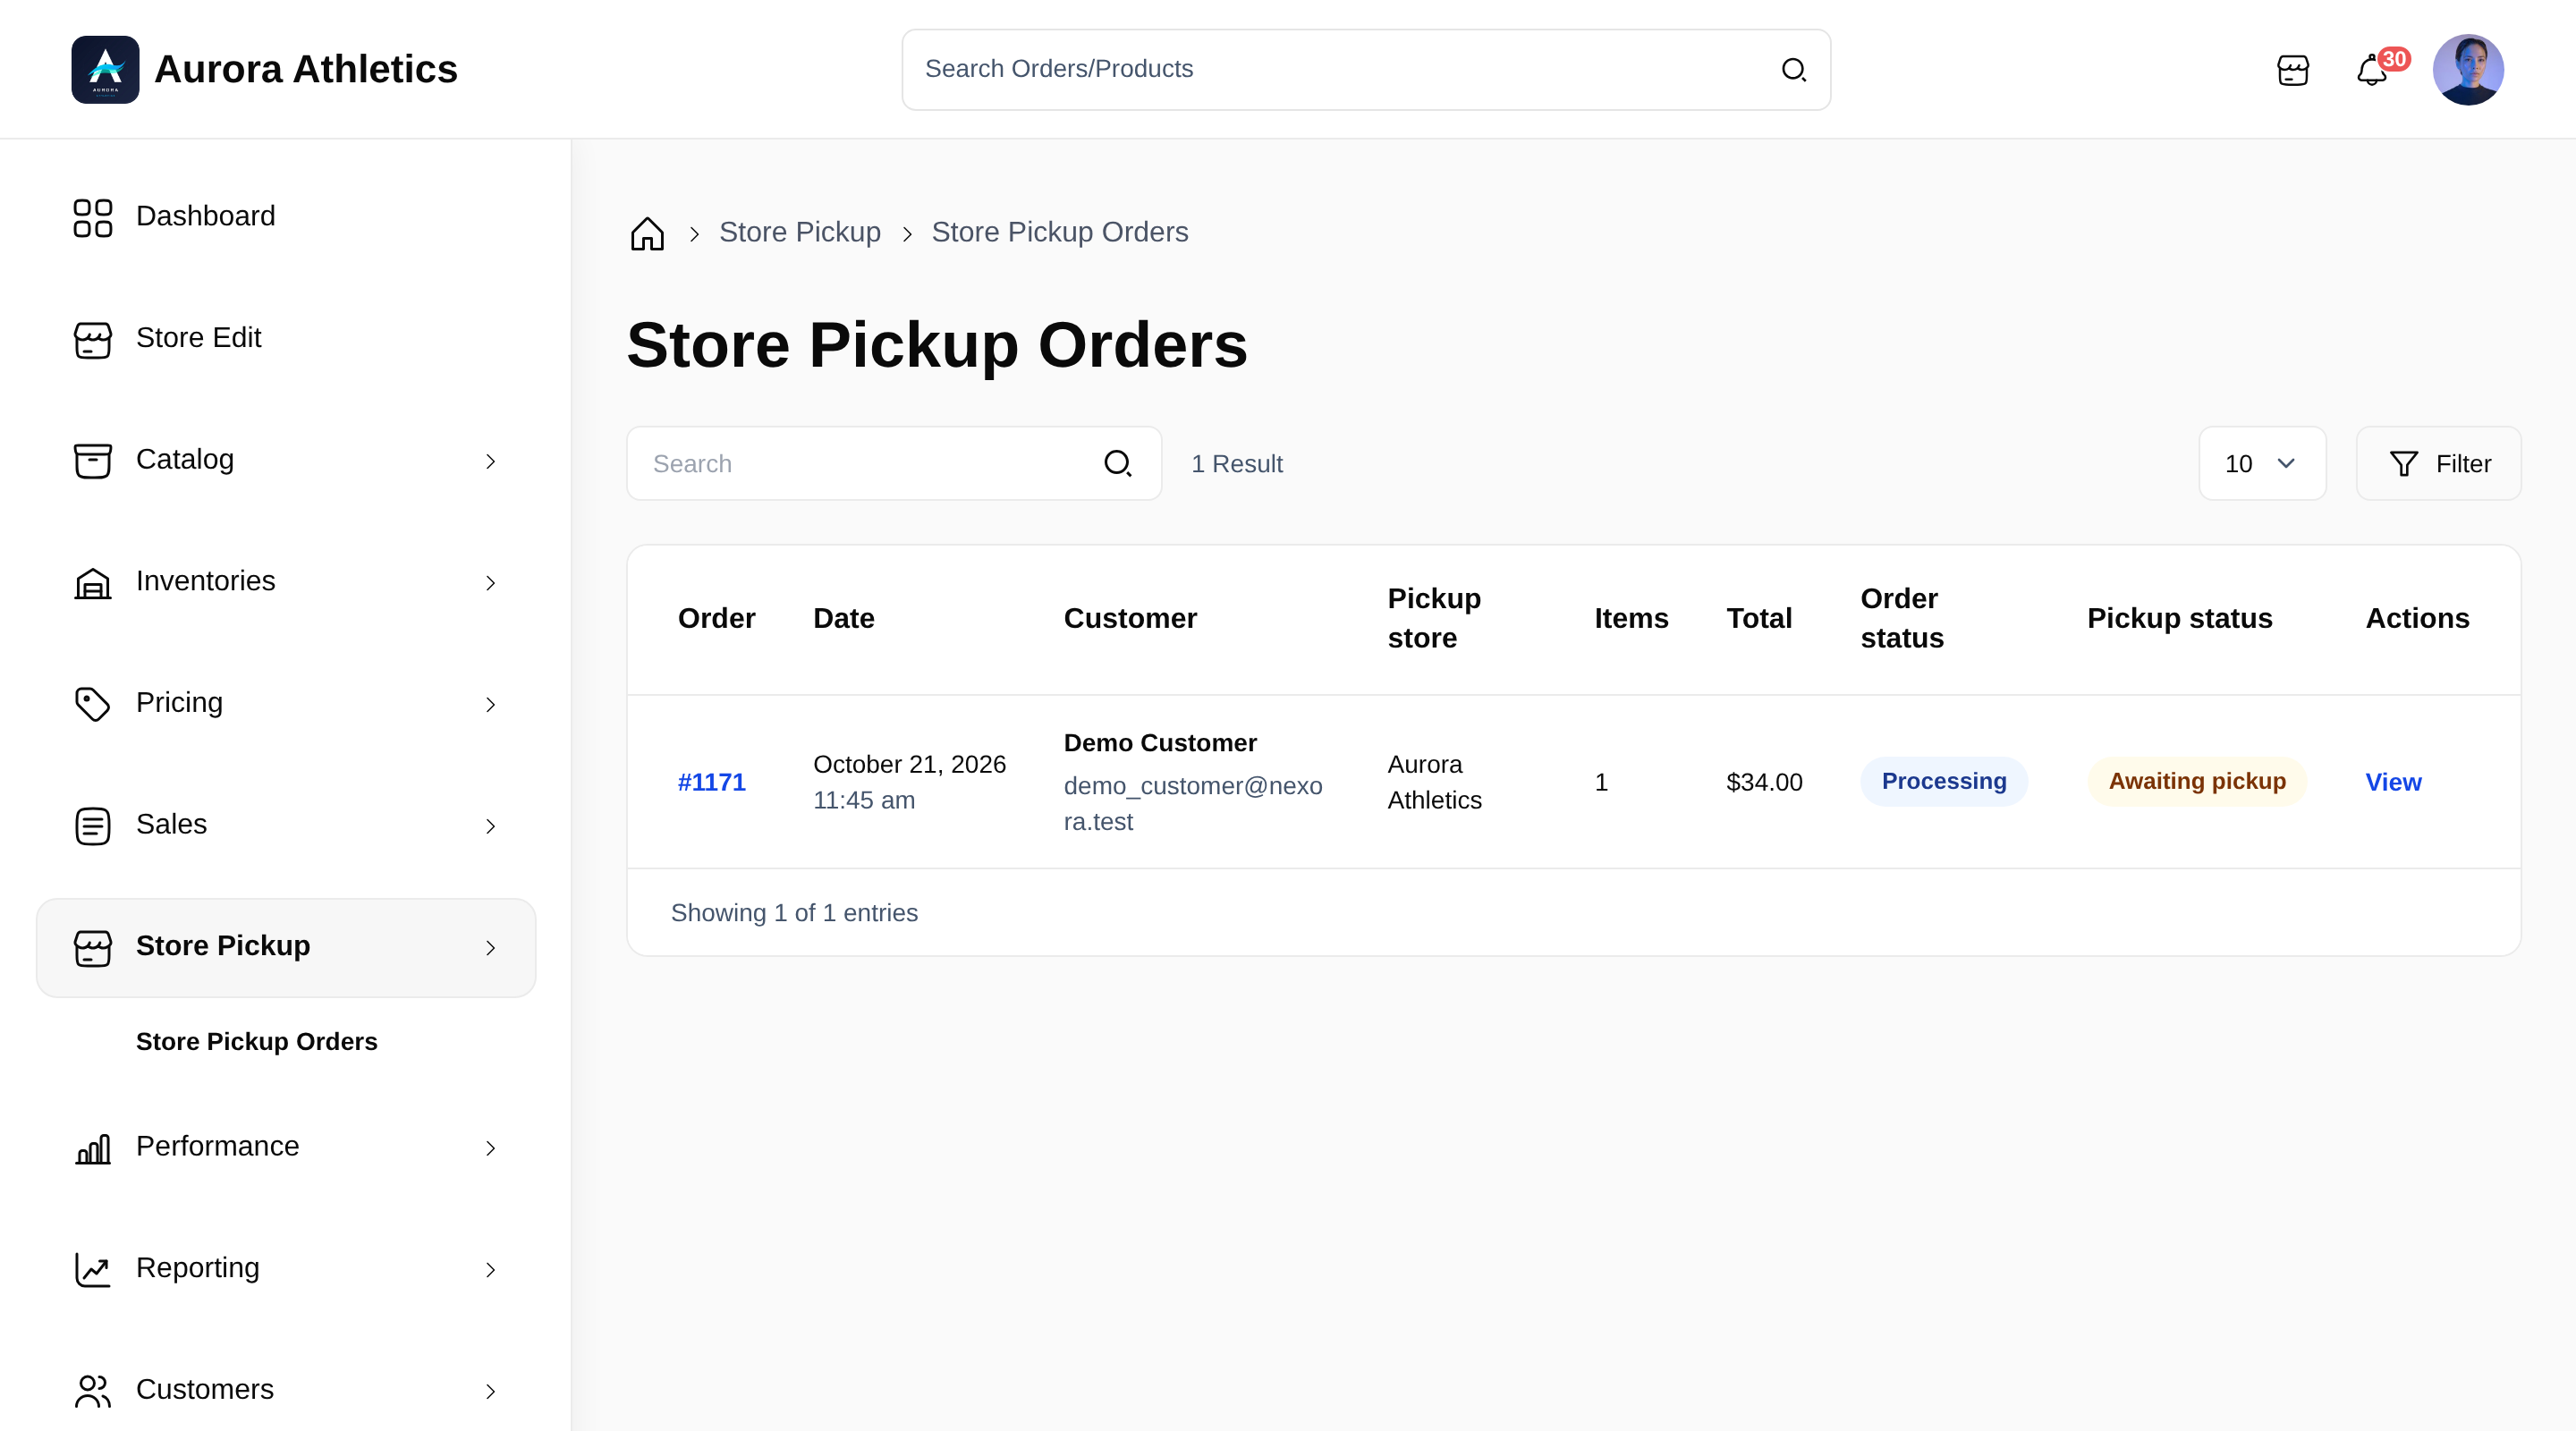 AURORA
Aurora Athletics
Search Orders/Products
30
Dashboard
Store Edit
Catalog
Inventories
Pricing
Sales
Store Pickup
Store Pickup Orders
Performance
Reporting
Customers
Store Pickup
Store Pickup Orders
Store Pickup Orders
Search
1 Result
10
Filter
Order
Date
Customer
Pickup
store
Items
Total
Order
status
Pickup status
Actions
#1171
October 21, 2026
11:45 am
Demo Customer
demo_customer@nexo
ra.test
Aurora
Athletics
1
$34.00
Processing
Awaiting pickup
View
Showing 1 of 1 entries